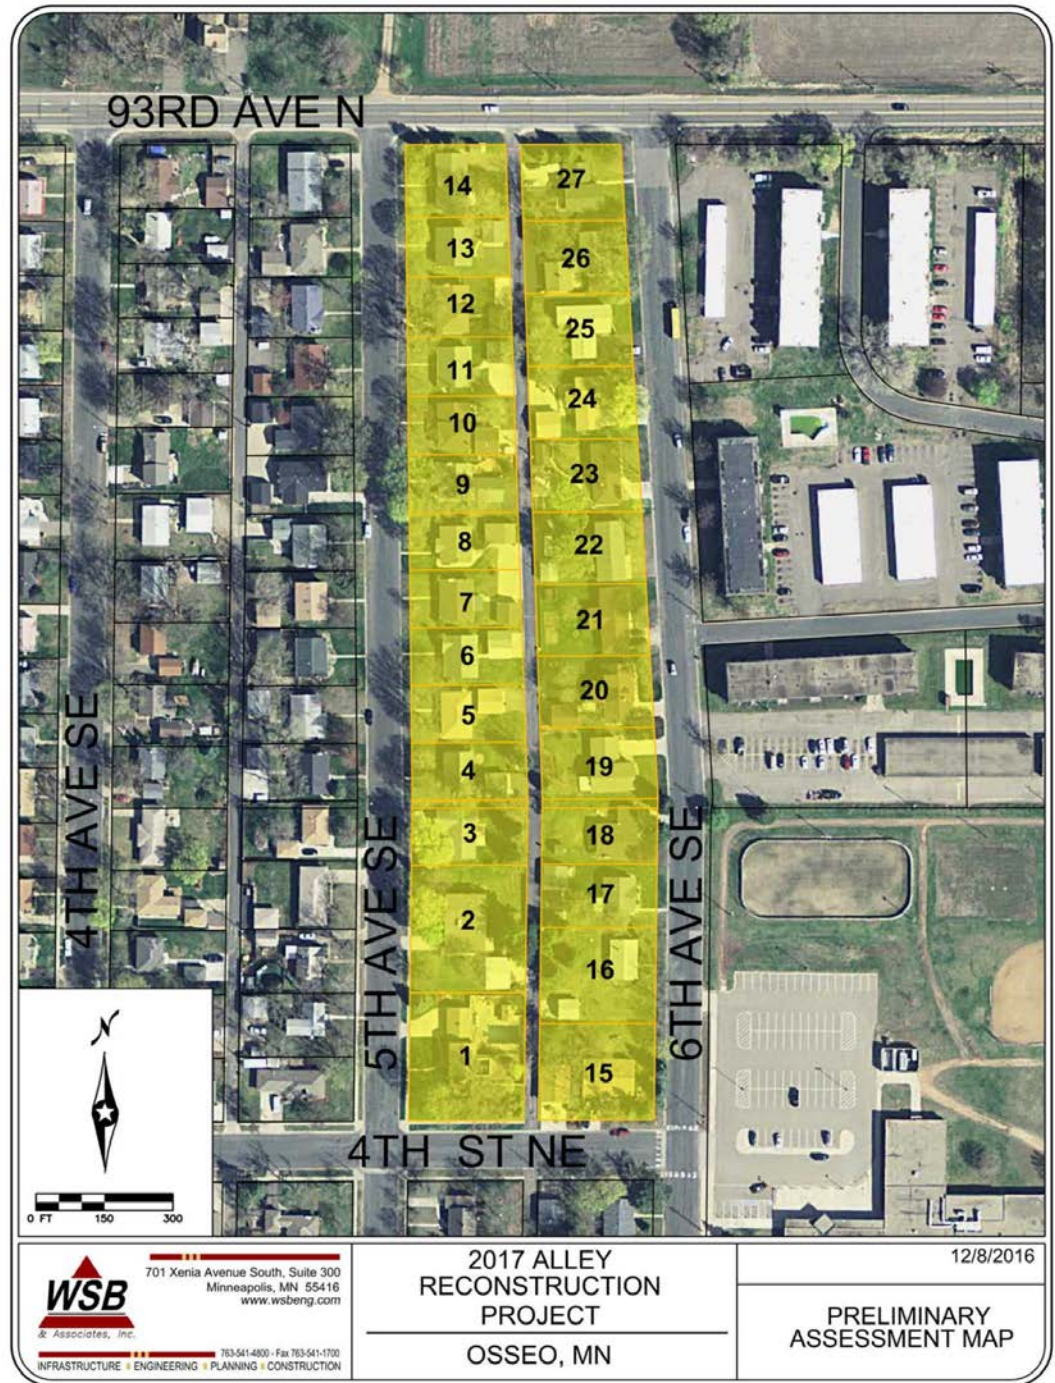 93RD AVE N
14
27
13
26
12
25
11
24
10
23
9
22
8
21
7
20
6
19
5
18
4
17
3
16
2
15
1
4TH AVE SE
5TH AVE SE
6TH AVE SE
4TH ST NE
N
0 FT 150 300
WSB
& Associates, Inc.
701 Xenia Avenue South, Suite 300
Minneapolis, MN 55416
www.wsbeng.com
763-541-4800 - Fax 763-541-1700
INFRASTRUCTURE ENGINEERING PLANNING CONSTRUCTION
2017 ALLEY
RECONSTRUCTION
PROJECT
OSSEO, MN
12/8/2016
PRELIMINARY
ASSESSMENT MAP